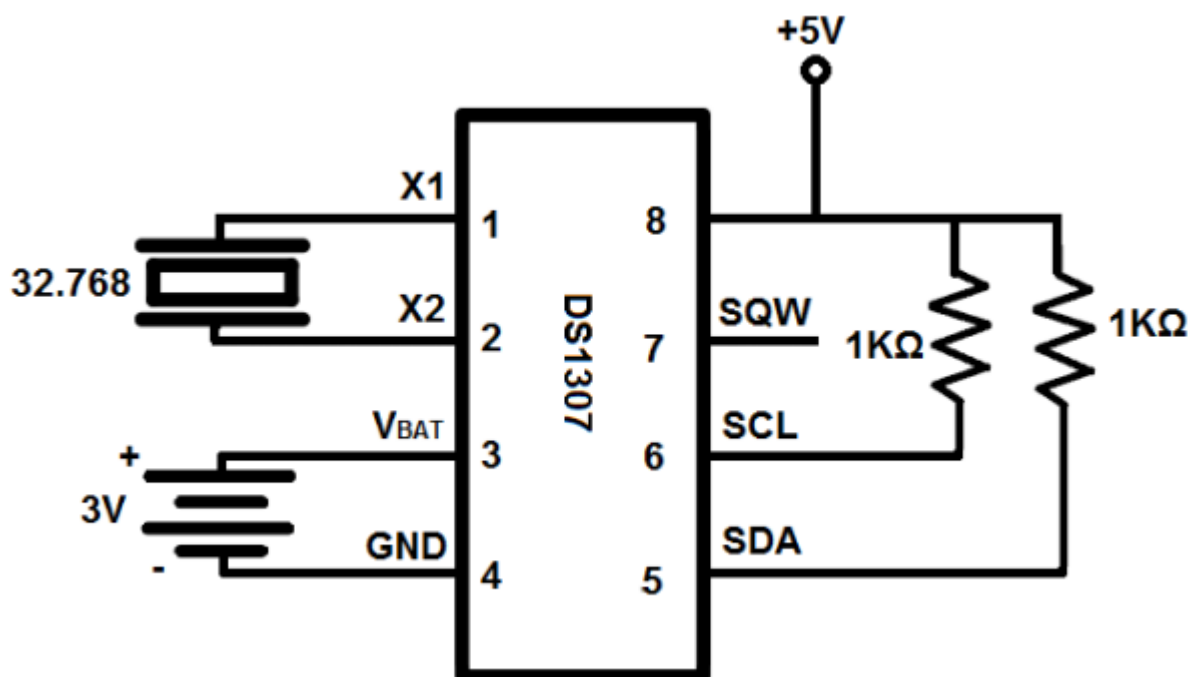 +5V
X1
1
8
32.768
X2
2
SQW
7
1KΩ
1KΩ
DS1307
VBAT
3
SCL
6
+
3V
-
GND
4
SDA
5